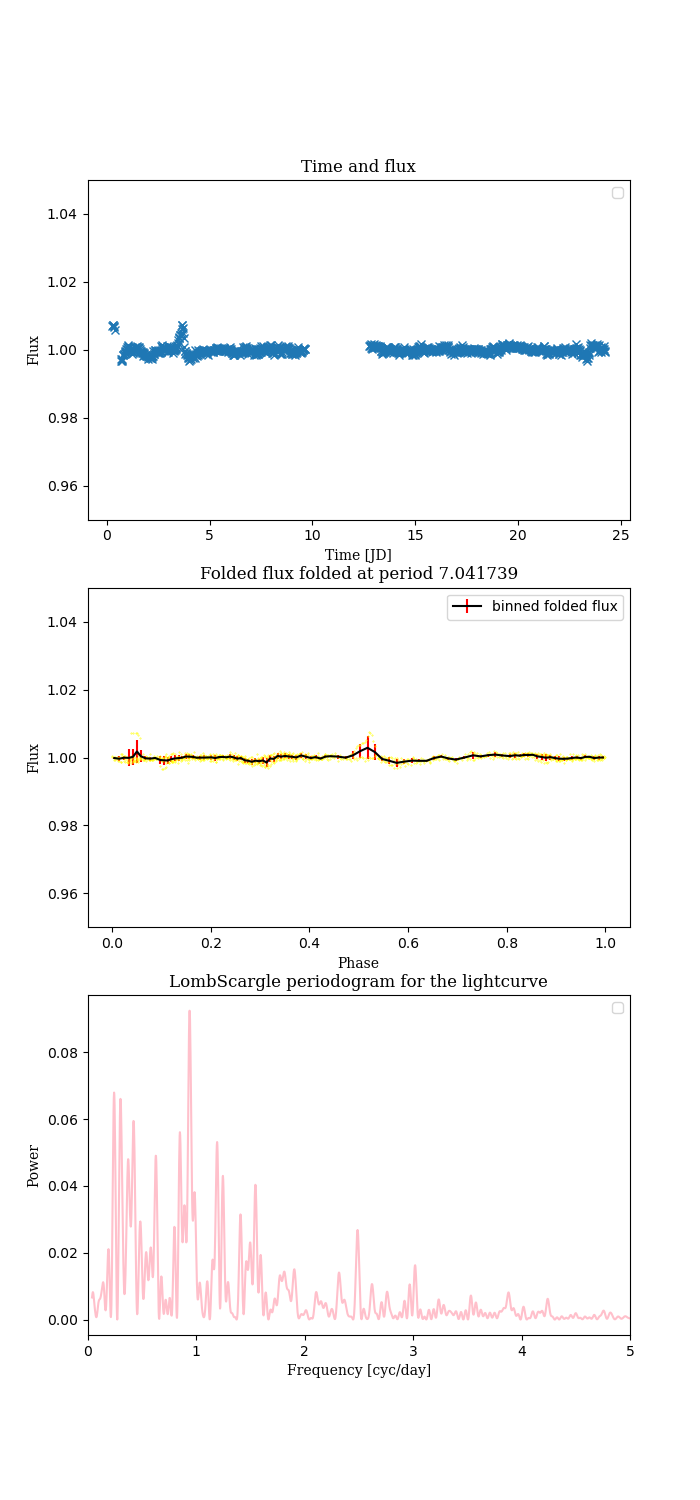 Time and flux
1.04
1.02
1.00
0.98
0.96
Flux
0 5 10 15 20 25
Time [JD]
Folded flux folded at period 7.041739
binned folded flux
1.04
1.02
1.00
0.98
0.96
Flux
0.0 0.2 0.4 0.6 0.8 1.0
Phase
LombScargle periodogram for the lightcurve
0.08
0.06
0.04
0.02
0.00
Power
0 1 2 3 4 5
Frequency [cyc/day]